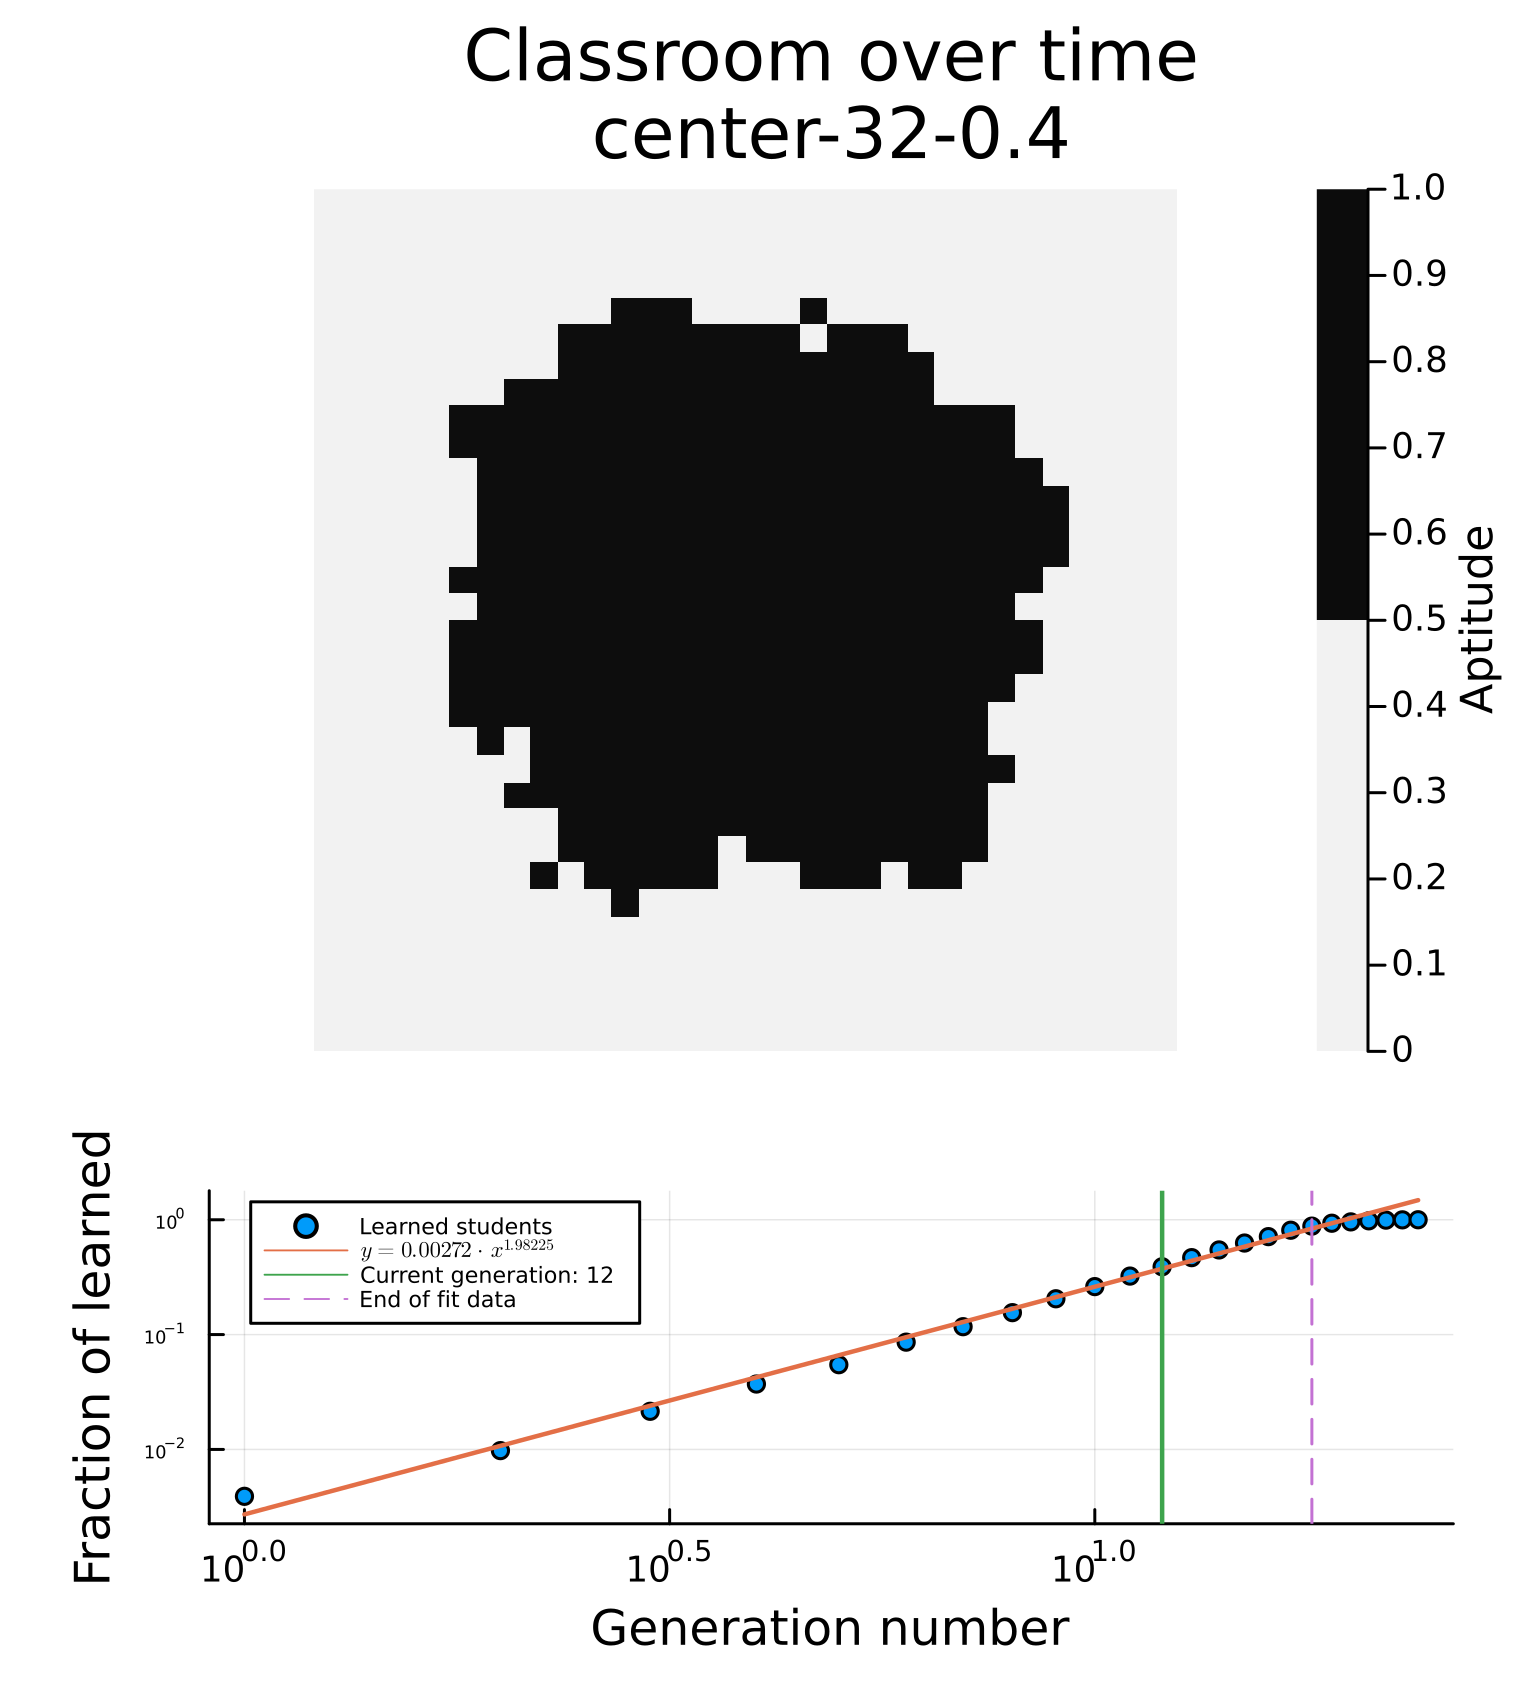 Classroom over time
center-32-0.4
1.0
0.9
0.8
0.7
0.6
0.5
0.4
0.3
0.2
0.1
0
Aptitude
Fraction of learned
10⁰
10⁻¹
10⁻²
Learned students
y = 0.00272 · x^1.98225
Current generation: 12
End of fit data
10^0.0
10^0.5
10^1.0
Generation number